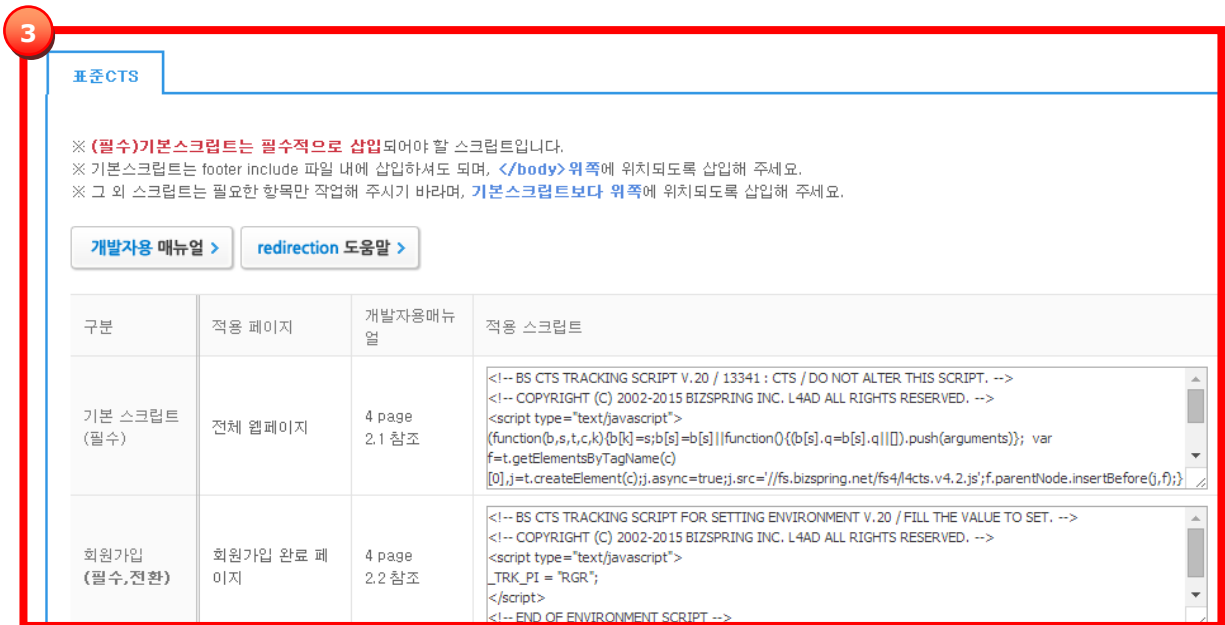 3
표준CTS
※ (필수)기본스크립트는 필수적으로 삽입되어야 할 스크립트입니다.
※ 기본스크립트는 footer include 파일 내에 삽입하셔도 되며, </body>위쪽에 위치되도록 삽입해 주세요.
※ 그 외 스크립트는 필요한 항목만 작업해 주시기 바라며, 기본스크립트보다 위쪽에 위치되도록 삽입해 주세요.
개발자용 매뉴얼 >
redirection 도움말 >
구분
적용 페이지
개발자용매뉴
얼
적용 스크립트
기본 스크립트
(필수)
전체 웹페이지
4 page
2.1 참조
<!-- BS CTS TRACKING SCRIPT V.20 / 13341 : CTS / DO NOT ALTER THIS SCRIPT. -->
<!-- COPYRIGHT (C) 2002-2015 BIZSPRING INC. L4AD ALL RIGHTS RESERVED. -->
<script type="text/javascript">
(function(b,s,t,c,k){b[k]=s;b[s]=b[s]||function(){(b[s].q=b[s].q||[]).push(arguments)};  var
f=t.getElementsByTagName(c)
[0],j=t.createElement(c);j.async=true;j.src='//fs.bizspring.net/fs4/l4cts.v4.2.js';f.parentNode.insertBefore(j,f);}
회원가입
(필수,전환)
회원가입 완료 페
이지
4 page
2.2 참조
<!-- BS CTS TRACKING SCRIPT FOR SETTING ENVIRONMENT V.20 / FILL THE VALUE TO SET. -->
<!-- COPYRIGHT (C) 2002-2015 BIZSPRING INC. L4AD ALL RIGHTS RESERVED. -->
<script type="text/javascript">
_TRK_PI = "RGR";
</script>
<!-- END OF ENVIRONMENT SCRIPT -->